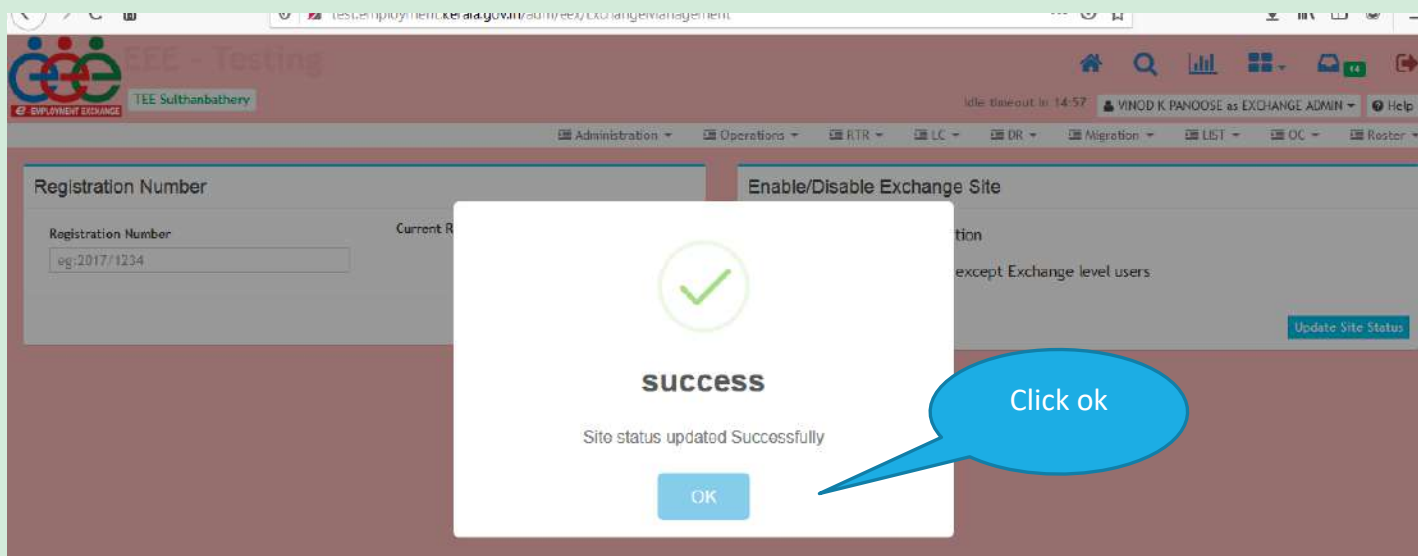 test.employment.kerala.gov.in/adm/eex/ExchangeManagement
EEE - Testing
e EMPLOYMENT EXCHANGE
TEE Sulthanbathery
14
Idle timeout in 14:57
VINOD K PANOOSE as EXCHANGE ADMIN
Help
Administration
Operations
RTR
LC
DR
Migration
LIST
OC
Roster
Registration Number
Enable/Disable Exchange Site
Registration Number
Current R
tion
eg:2017/1234
except Exchange level users
Update Site Status
success
Click ok
Site status updated Successfully
OK